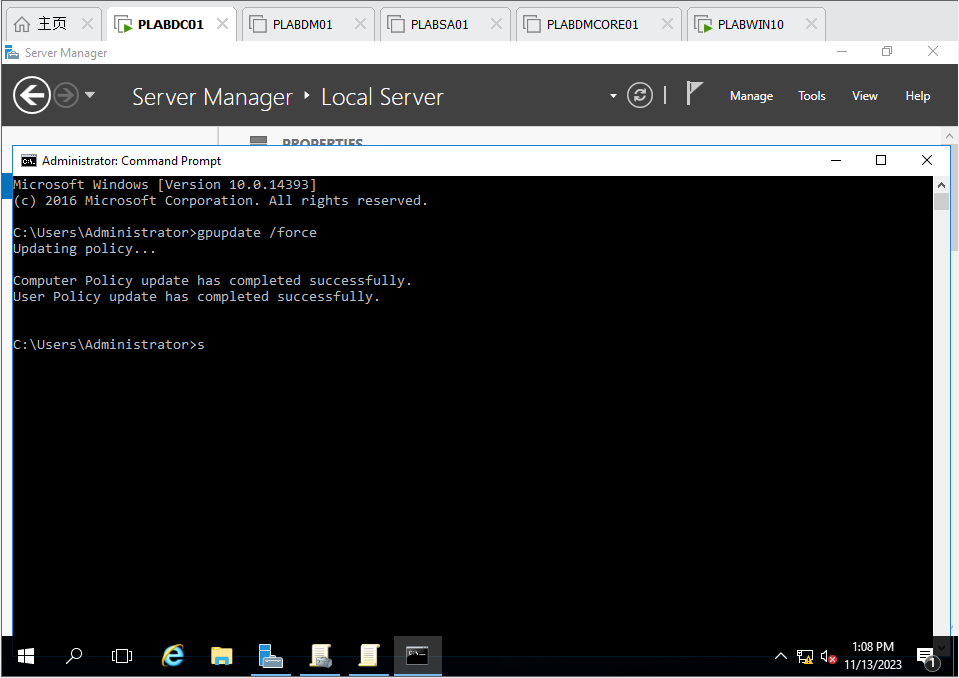 主页 PLABDC01 PLABDM01 PLABSA01 PLABDMCORE01 PLABWIN10
Server Manager
Server Manager Local Server Manage Tools View Help
PROPERTIES
Administrator: Command Prompt
Microsoft Windows [Version 10.0.14393]
(c) 2016 Microsoft Corporation. All rights reserved.
C:\Users\Administrator>gpupdate /force
Updating policy...
Computer Policy update has completed successfully.
User Policy update has completed successfully.
C:\Users\Administrator>s
1:08 PM
11/13/2023
1